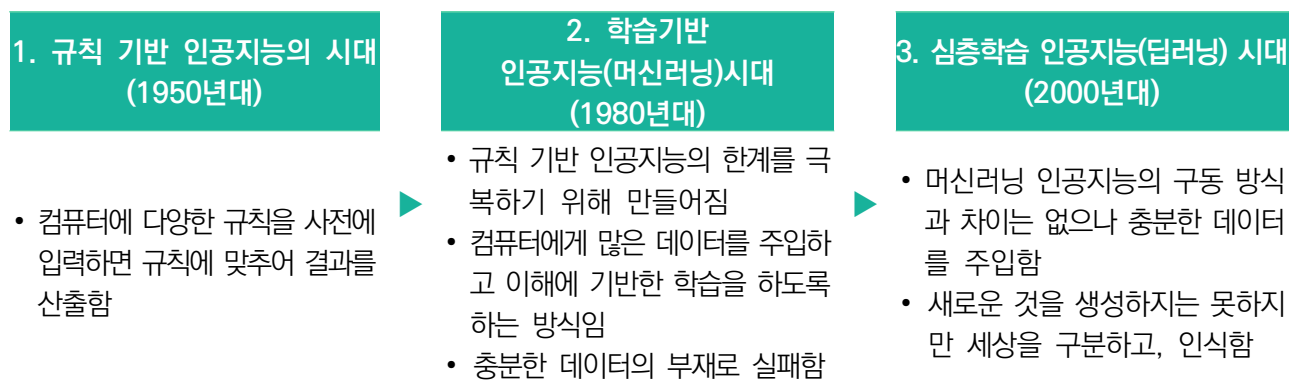 1. 규칙 기반 인공지능의 시대
(1950년대)
• 컴퓨터에 다양한 규칙을 사전에
입력하면 규칙에 맞추어 결과를
산출함
2. 학습기반
인공지능(머신러닝)시대
(1980년대)
• 규칙 기반 인공지능의 한계를 극
복하기 위해 만들어짐
• 컴퓨터에게 많은 데이터를 주입하
고 이해에 기반한 학습을 하도록
하는 방식임
• 충분한 데이터의 부재로 실패함
3. 심층학습 인공지능(딥러닝) 시대
(2000년대)
• 머신러닝 인공지능의 구동 방식
과 차이는 없으나 충분한 데이터
를 주입함
• 새로운 것을 생성하지는 못하지
만 세상을 구분하고, 인식함